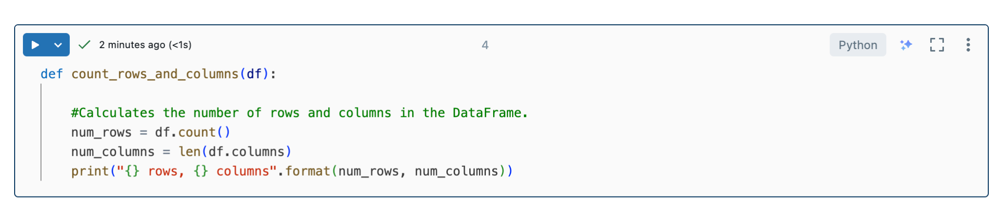 2 minutes ago (<1s)
4
Python
def count_rows_and_columns(df):
#Calculates the number of rows and columns in the DataFrame.
num_rows = df.count()
num_columns = len(df.columns)
print("{} rows, {} columns".format(num_rows, num_columns))